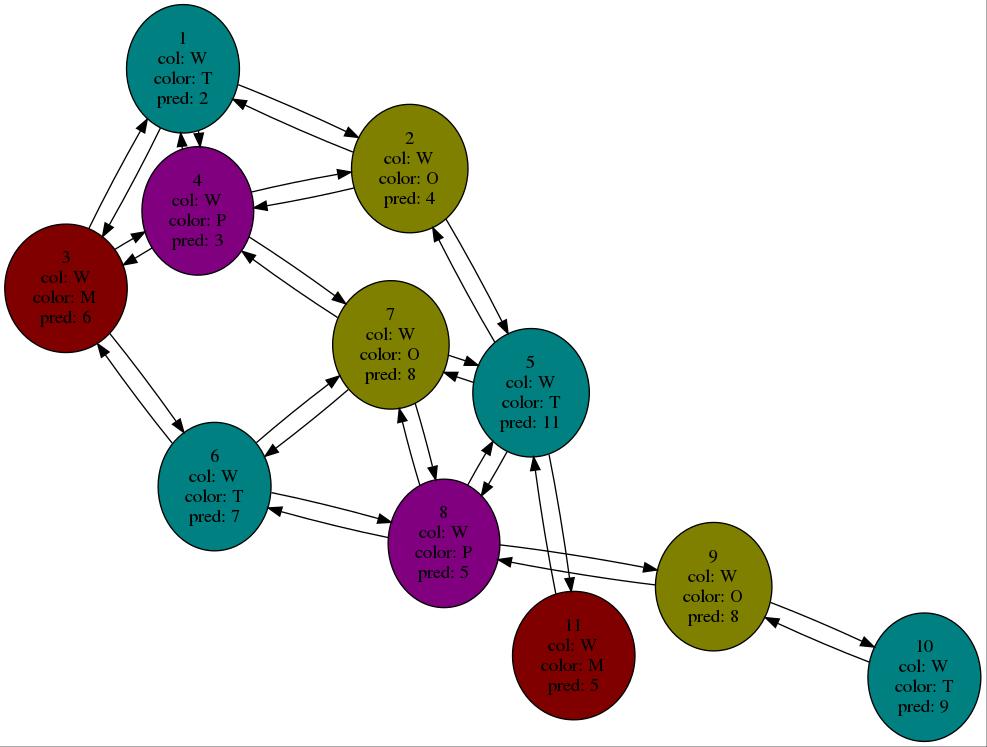 1
col: W
color: T
pred: 2
2
col: W
color: O
pred: 4
4
col: W
color: P
pred: 3
3
col: W
color: M
pred: 6
7
col: W
color: O
pred: 8
5
col: W
color: T
pred: 11
6
col: W
color: T
pred: 7
8
col: W
color: P
pred: 5
9
col: W
color: O
pred: 8
11
col: W
color: M
pred: 5
10
col: W
color: T
pred: 9